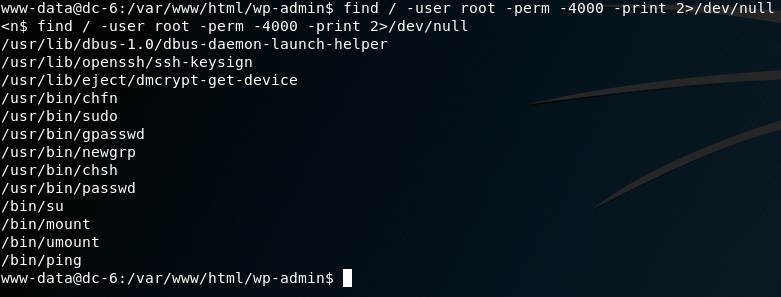 www-data@dc-6:/var/www/html/wp-admin$ find / -user root -perm -4000 -print 2>/dev/null
<n$ find / -user root -perm -4000 -print 2>/dev/null
/usr/lib/dbus-1.0/dbus-daemon-launch-helper
/usr/lib/openssh/ssh-keysign
/usr/lib/eject/dmcrypt-get-device
/usr/bin/chfn
/usr/bin/sudo
/usr/bin/gpasswd
/usr/bin/newgrp
/usr/bin/chsh
/usr/bin/passwd
/bin/su
/bin/mount
/bin/umount
/bin/ping
www-data@dc-6:/var/www/html/wp-admin$